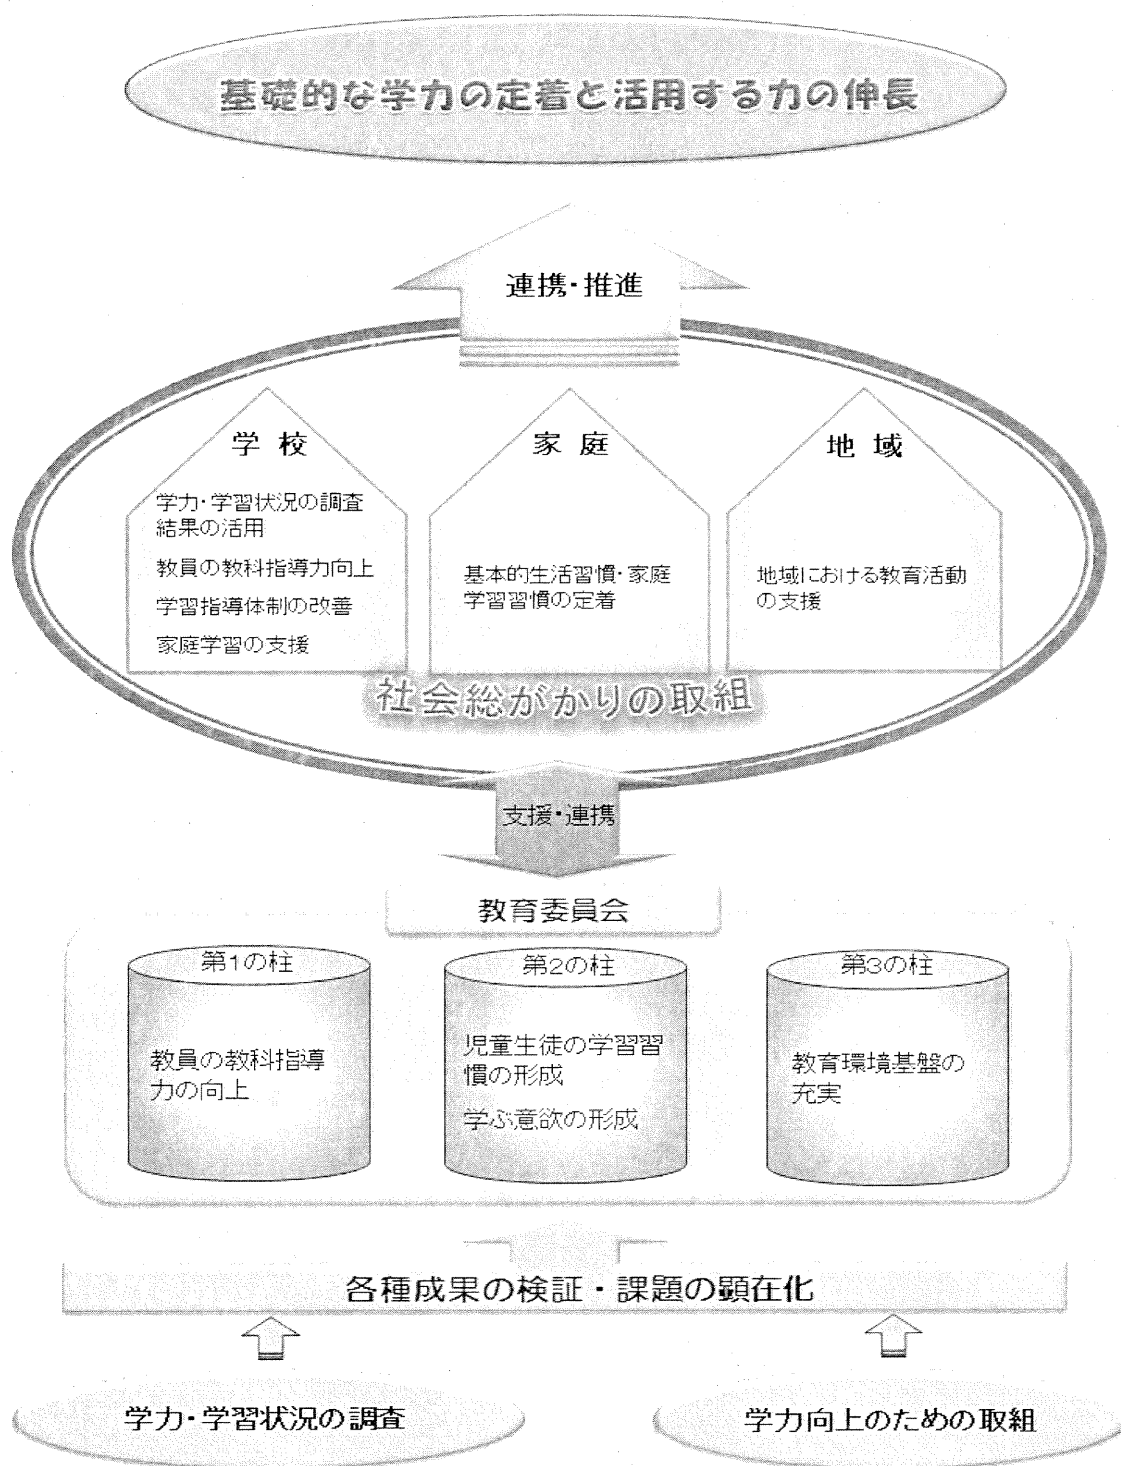 基礎的な学力の定着と活用する力の伸長
連携・推進
学校
学力・学習状況の調査
結果の活用
教員の教科指導力向上
学習指導体制の改善
家庭学習の支援
家庭
基本的生活習慣・家庭
学習習慣の定着
地域
地域における教育活動
の支援
社会総がかりの取組
支援・連携
教育委員会
第1の柱
教員の教科指導
力の向上
第2の柱
児童生徒の学習習
慣の形成
学ぶ意欲の形成
第3の柱
教育環境基盤の
充実
各種成果の検証・課題の顕在化
学力・学習状況の調査
学力向上のための取組